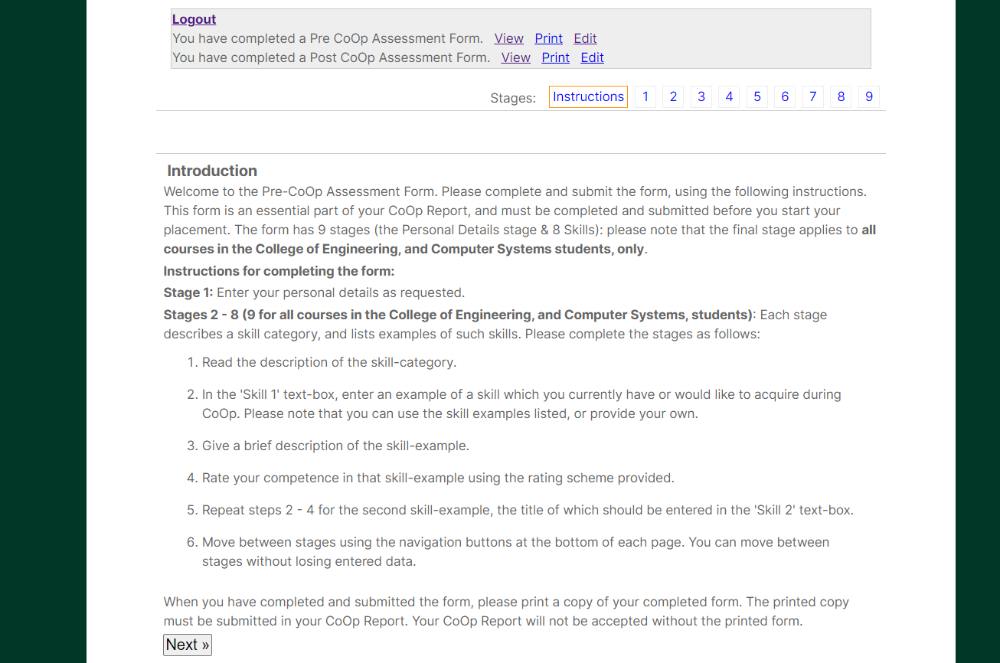 Logout
You have completed a Pre CoOp Assessment Form. View Print Edit
You have completed a Post CoOp Assessment Form. View Print Edit
Stages: Instructions 1 2 3 4 5 6 7 8 9
Introduction
Welcome to the Pre-CoOp Assessment Form. Please complete and submit the form, using the following instructions.
This form is an essential part of your CoOp Report, and must be completed and submitted before you start your
placement. The form has 9 stages (the Personal Details stage & 8 Skills): please note that the final stage applies to all
courses in the College of Engineering, and Computer Systems students, only.
Instructions for completing the form:
Stage 1: Enter your personal details as requested.
Stages 2 - 8 (9 for all courses in the College of Engineering, and Computer Systems, students): Each stage
describes a skill category, and lists examples of such skills. Please complete the stages as follows:
1. Read the description of the skill-category.
2. In the 'Skill 1' text-box, enter an example of a skill which you currently have or would like to acquire during
CoOp. Please note that you can use the skill examples listed, or provide your own.
3. Give a brief description of the skill-example.
4. Rate your competence in that skill-example using the rating scheme provided.
5. Repeat steps 2 - 4 for the second skill-example, the title of which should be entered in the 'Skill 2' text-box.
6. Move between stages using the navigation buttons at the bottom of each page. You can move between
stages without losing entered data.
When you have completed and submitted the form, please print a copy of your completed form. The printed copy
must be submitted in your CoOp Report. Your CoOp Report will not be accepted without the printed form.
Next »